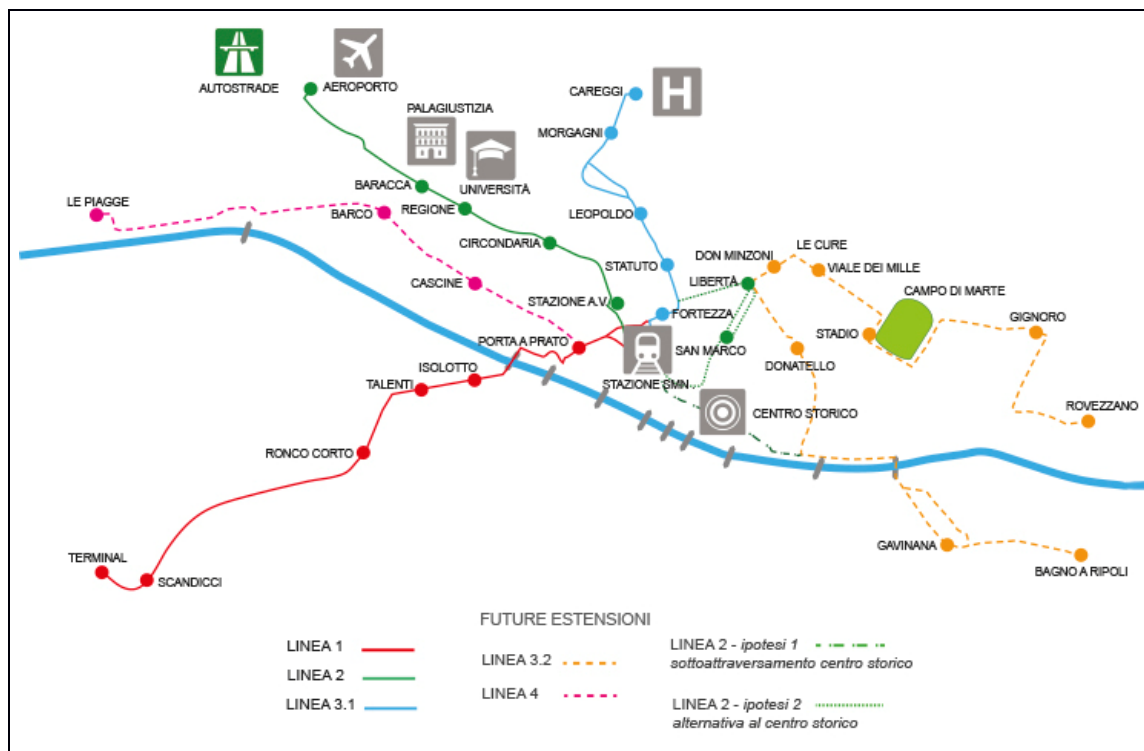 AUTOSTRADE
AEROPORTO
CAREGGI
H
PALAGIUSTIZIA
MORGAGNI
BARACCA
UNIVERSITÀ
LE PIAGGE
BARCO
REGIONE
LEOPOLDO
CIRCONDARIA
DON MINZONI
LE CURE
STATUTO
VIALE DEI MILLE
CASCINE
LIBERTÀ
CAMPO DI MARTE
STAZIONE A.V.
FORTEZZA
GIGNORO
STADIO
PORTA A PRATO
SAN MARCO
DONATELLO
ISOLOTTO
TALENTI
STAZIONE SMN
CENTRO STORICO
ROVEZZANO
RONCO CORTO
GAVINANA
TERMINAL
SCANDICCI
BAGNO A RIPOLI
FUTURE ESTENSIONI
LINEA 1
LINEA 2
LINEA 3.1
LINEA 3.2
LINEA 4
LINEA 2 - ipotesi 1
sottoattraversamento centro storico
LINEA 2 - ipotesi 2
alternativa al centro storico